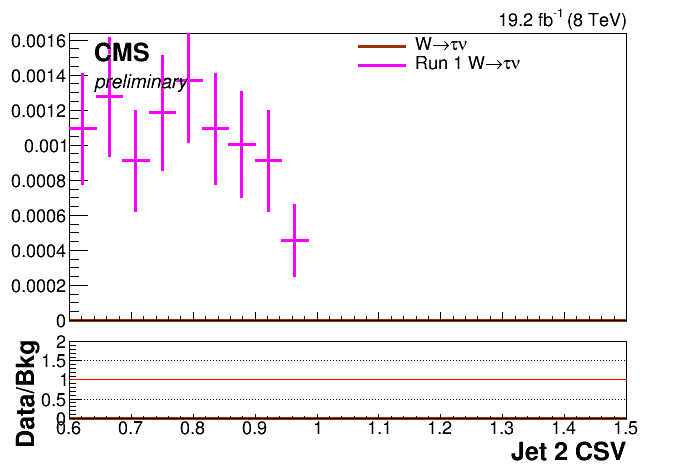 19.2 fb⁻¹ (8 TeV)
CMS
preliminary
W→τν
Run 1 W→τν
0.0016
0.0014
0.0012
0.001
0.0008
0.0006
0.0004
0.0002
0
Data/Bkg
2
1.5
1
0.5
0
0.6 0.7 0.8 0.9 1 1.1 1.2 1.3 1.4 1.5
Jet 2 CSV